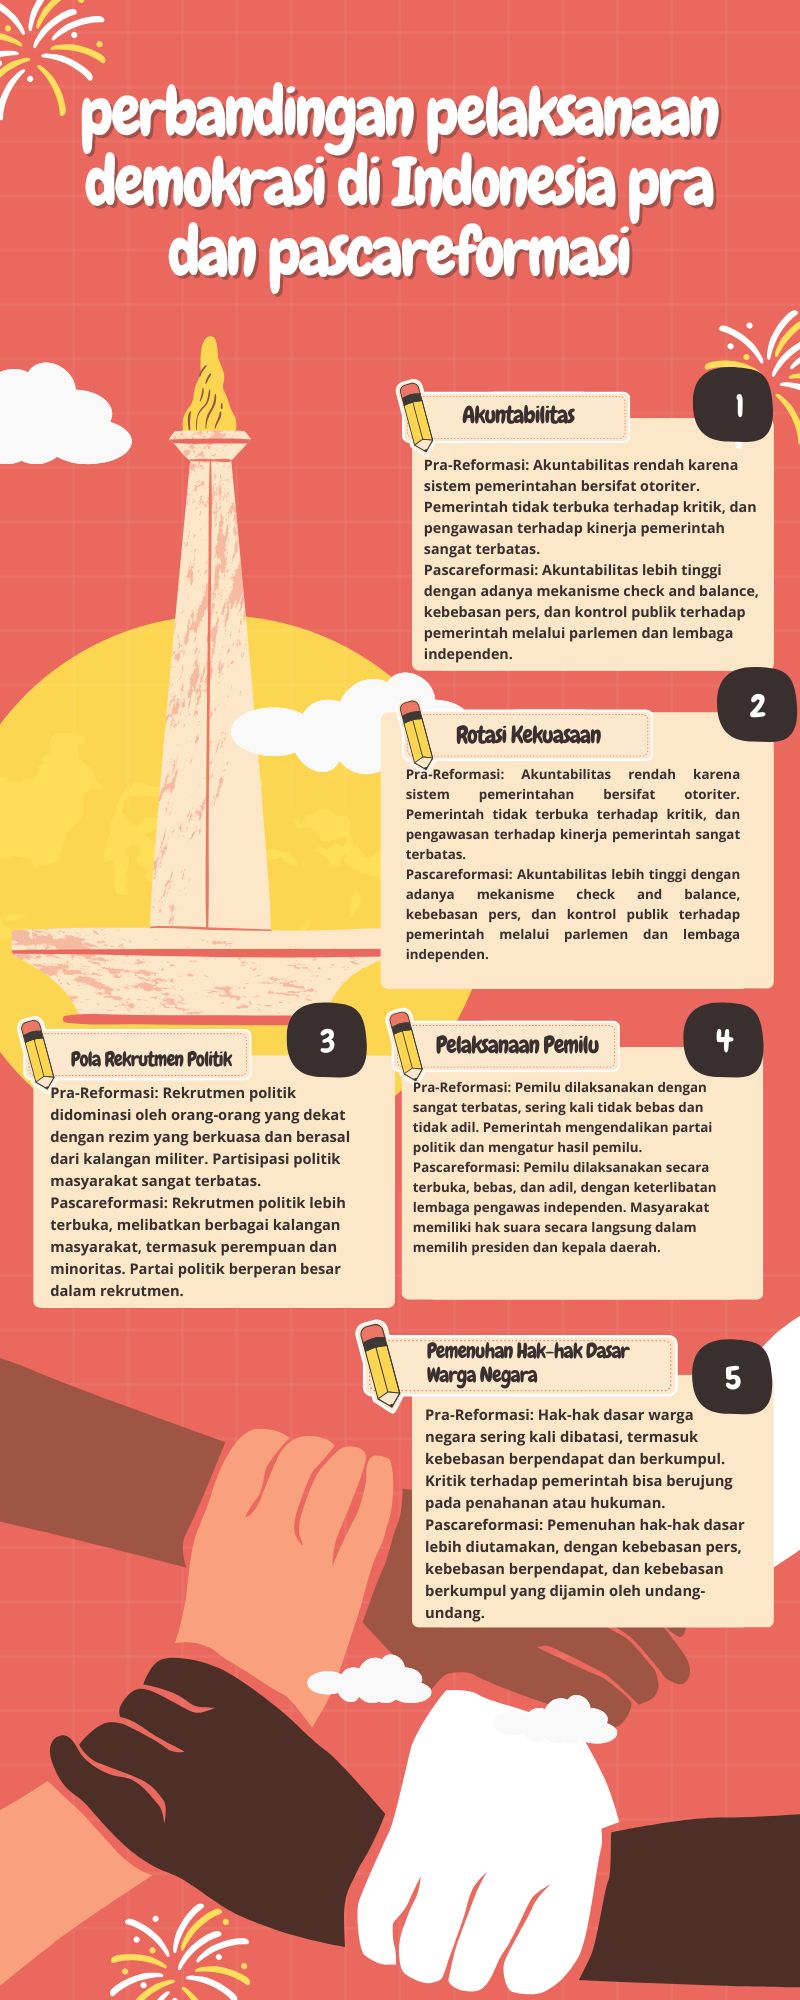 perbandingan pelaksanaan
demokrasi di Indonesia pra
dan pascareformasi
1
Akuntabilitas
Pra-Reformasi: Akuntabilitas rendah karena
sistem pemerintahan bersifat otoriter.
Pemerintah tidak terbuka terhadap kritik, dan
pengawasan terhadap kinerja pemerintah
sangat terbatas.
Pascareformasi: Akuntabilitas lebih tinggi
dengan adanya mekanisme check and balance,
kebebasan pers, dan kontrol publik terhadap
pemerintah melalui parlemen dan lembaga
independen.
2
Rotasi Kekuasaan
Pra-Reformasi: Akuntabilitas rendah karena
sistem pemerintahan bersifat otoriter.
Pemerintah tidak terbuka terhadap kritik, dan
pengawasan terhadap kinerja pemerintah sangat
terbatas.
Pascareformasi: Akuntabilitas lebih tinggi dengan
adanya mekanisme check and balance,
kebebasan pers, dan kontrol publik terhadap
pemerintah melalui parlemen dan lembaga
independen.
3
Pola Rekrutmen Politik
Pra-Reformasi: Rekrutmen politik
didominasi oleh orang-orang yang dekat
dengan rezim yang berkuasa dan berasal
dari kalangan militer. Partisipasi politik
masyarakat sangat terbatas.
Pascareformasi: Rekrutmen politik lebih
terbuka, melibatkan berbagai kalangan
masyarakat, termasuk perempuan dan
minoritas. Partai politik berperan besar
dalam rekrutmen.
4
Pelaksanaan Pemilu
Pra-Reformasi: Pemilu dilaksanakan dengan
sangat terbatas, sering kali tidak bebas dan
tidak adil. Pemerintah mengendalikan partai
politik dan mengatur hasil pemilu.
Pascareformasi: Pemilu dilaksanakan secara
terbuka, bebas, dan adil, dengan keterlibatan
lembaga pengawas independen. Masyarakat
memiliki hak suara secara langsung dalam
memilih presiden dan kepala daerah.
5
Pemenuhan Hak-hak Dasar
Warga Negara
Pra-Reformasi: Hak-hak dasar warga
negara sering kali dibatasi, termasuk
kebebasan berpendapat dan berkumpul.
Kritik terhadap pemerintah bisa berujung
pada penahanan atau hukuman.
Pascareformasi: Pemenuhan hak-hak dasar
lebih diutamakan, dengan kebebasan pers,
kebebasan berpendapat, dan kebebasan
berkumpul yang dijamin oleh undang-
undang.